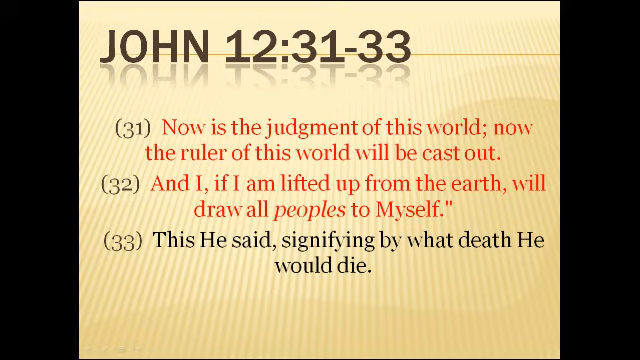 JOHN 12:31-33
(31) Now is the judgment of this world; now
the ruler of this world will be cast out.
(32) And I, if I am lifted up from the earth, will
draw all peoples to Myself."
(33) This He said, signifying by what death He
would die.